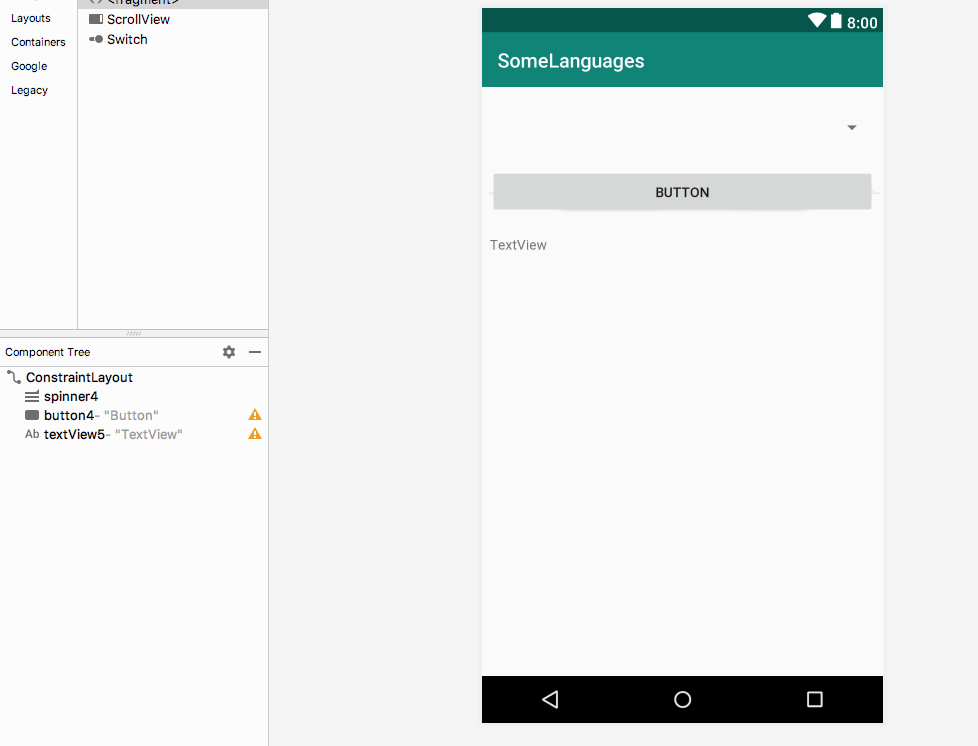 Layouts
Containers
Google
Legacy
<fragment>
ScrollView
Switch
Component Tree
ConstraintLayout
spinner4
button4- "Button"
Ab textView5- "TextView"
8:00
SomeLanguages
BUTTON
TextView